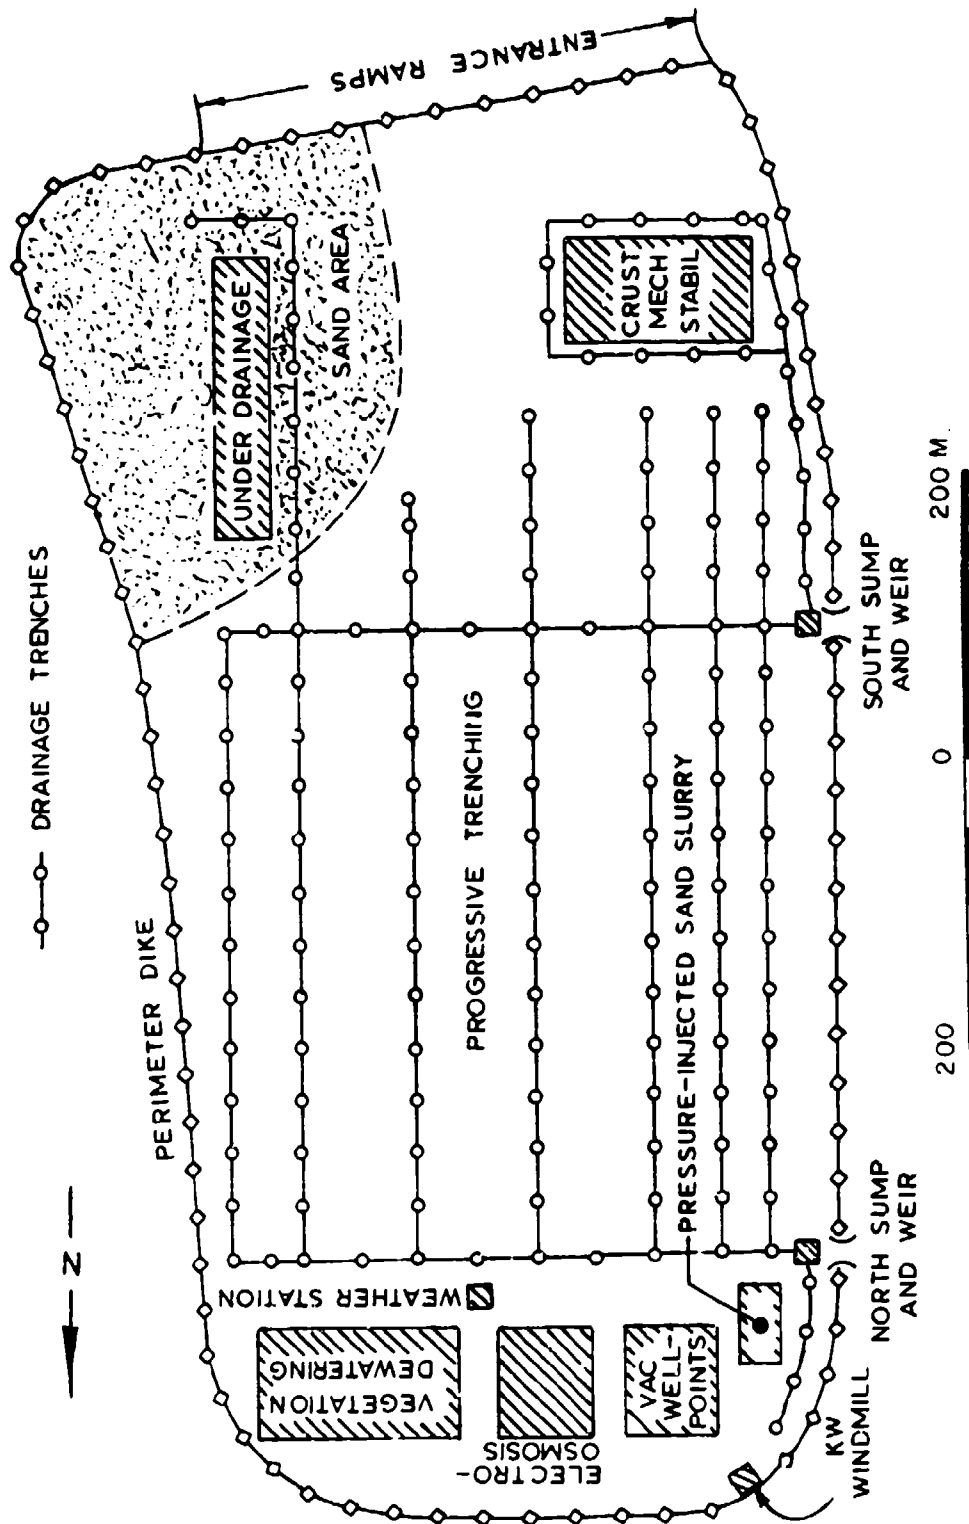 DRAINAGE TRENCHES
N
PERIMETER DIKE
ENTRANCE RAMPS
UNDER DRAINAGE
SAND AREA
CRUST
MECH
STABIL
PROGRESSIVE TRENCHING
PRESSURE-INJECTED SAND SLURRY
WEATHER STATION
VEGETATION
DEWATERING
ELECTRO-
OSMOSIS
VAC
WELL-
POINTS
KW
WINDMILL
NORTH SUMP
AND WEIR
SOUTH SUMP
AND WEIR
200
0
200 M.